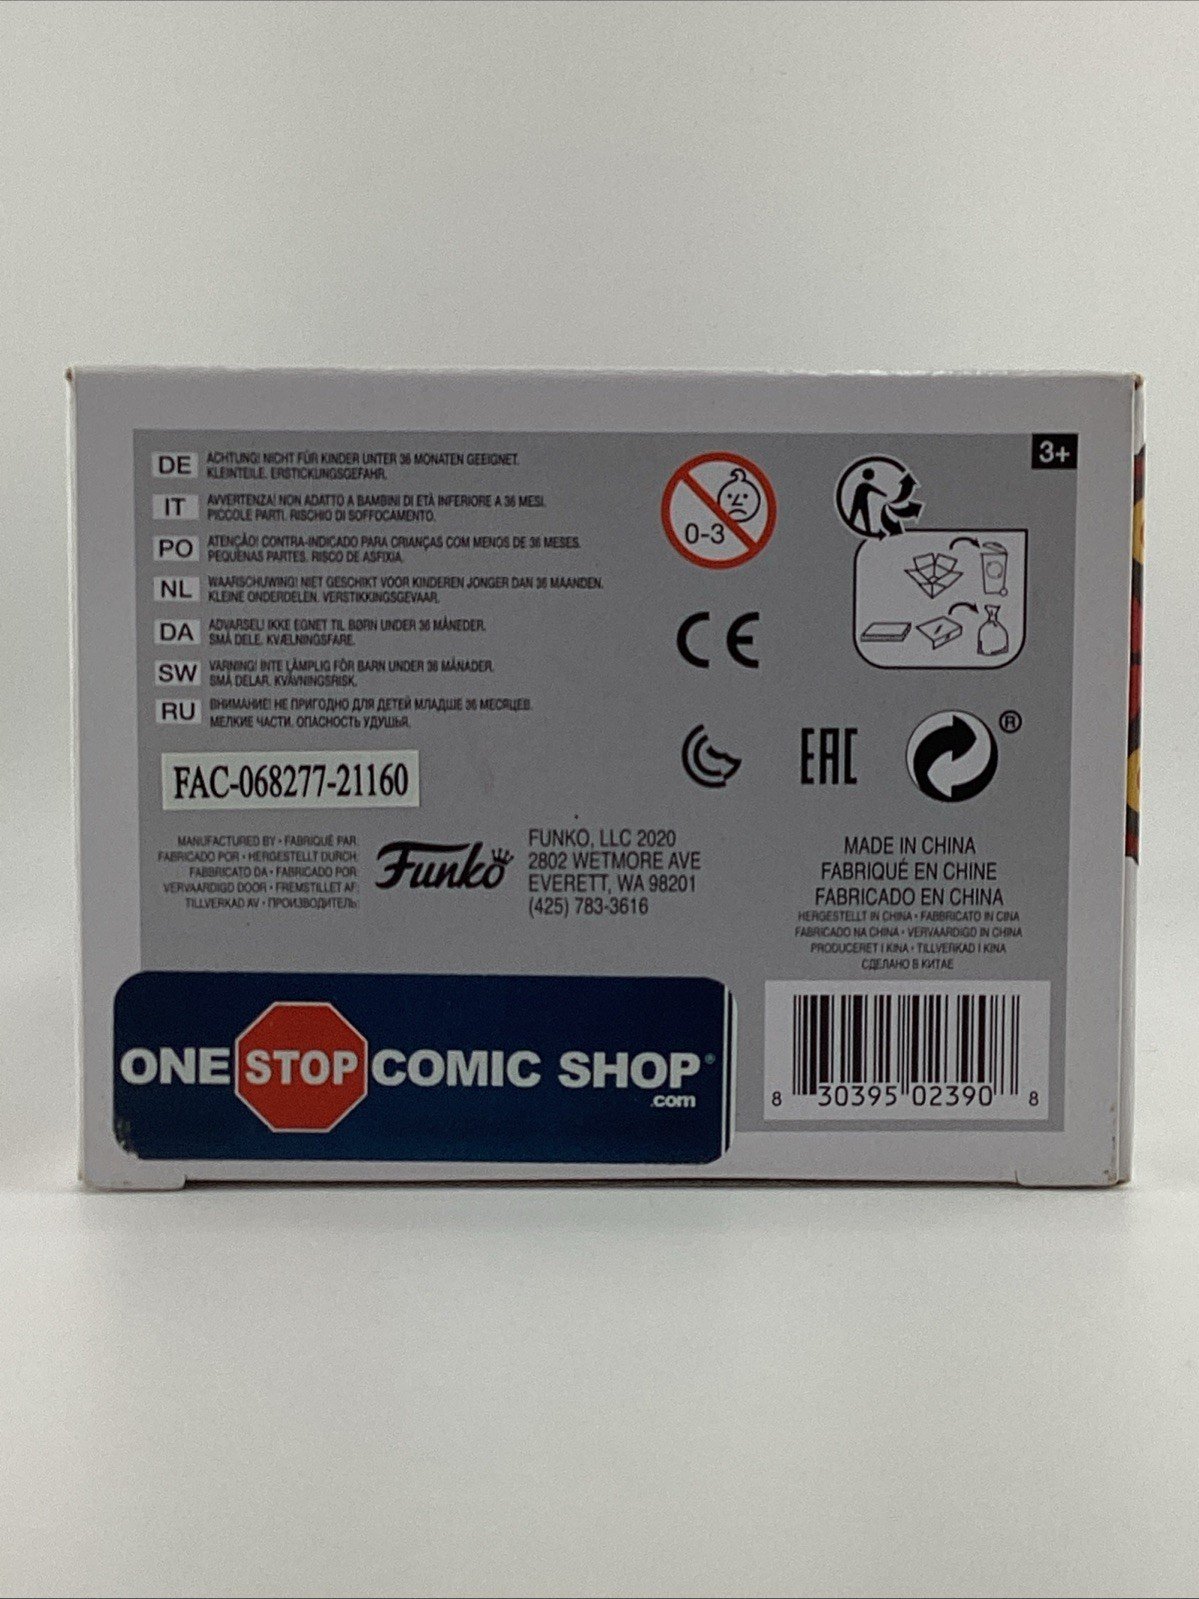 3+
DE ACHTUNG! NICHT FÜR KINDER UNTER 36 MONATEN GEEIGNET.
KLEINTEILE. ERSTICKUNGSGEFAHR.
IT AVVERTENZA! NON ADATTO A BAMBINI DI ETÀ INFERIORE A 36 MESI.
PICCOLE PARTI. RISCHIO DI SOFFOCAMENTO.
PO ATENÇÃO! CONTRA-INDICADO PARA CRIANÇAS COM MENOS DE 36 MESES.
PEQUENAS PARTES. RISCO DE ASFIXIA.
NL WAARSCHUWING! NIET GESCHIKT VOOR KINDEREN JONGER DAN 36 MAANDEN.
KLEINE ONDERDELEN. VERSTIKKINGSGEVAAR.
DA ADVARSEL! IKKE EGNET TIL BØRN UNDER 36 MÅNEDER.
SMÅ DELE. KVÆLNINGSFARE.
SW VARNING! INTE LÄMPLIG FÖR BARN UNDER 36 MÅNADER.
SMÅ DELAR. KVÄVNINGSRISK.
RU ВНИМАНИЕ! НЕ ПРИГОДНО ДЛЯ ДЕТЕЙ МЛАДШЕ 36 МЕСЯЦЕВ.
МЕЛКИЕ ЧАСТИ. ОПАСНОСТЬ УДУШЬЯ.
0-3
CE
EAC
®
FAC-068277-21160
MANUFACTURED BY • FABRIQUÉ PAR
FABRICADO POR • HERGESTELLT DURCH:
FABBRICATO DA • FABRICADO POR:
VERVAARDIGD DOOR • FREMSTILLET AF:
TILLVERKAD AV • ПРОИЗВОДИТЕЛЬ:
Funko
FUNKO, LLC 2020
2802 WETMORE AVE
EVERETT, WA 98201
(425) 783-3616
MADE IN CHINA
FABRIQUÉ EN CHINE
FABRICADO EN CHINA
HERGESTELLT IN CHINA • FABBRICATO IN CINA
FABRICADO NA CHINA • VERVAARDIGD IN CHINA
PRODUCERET I KINA • TILLVERKAD I KINA
СДЕЛАНО В КИТАЕ
ONE STOP COMIC SHOP®
.com
8 30395 02390 8